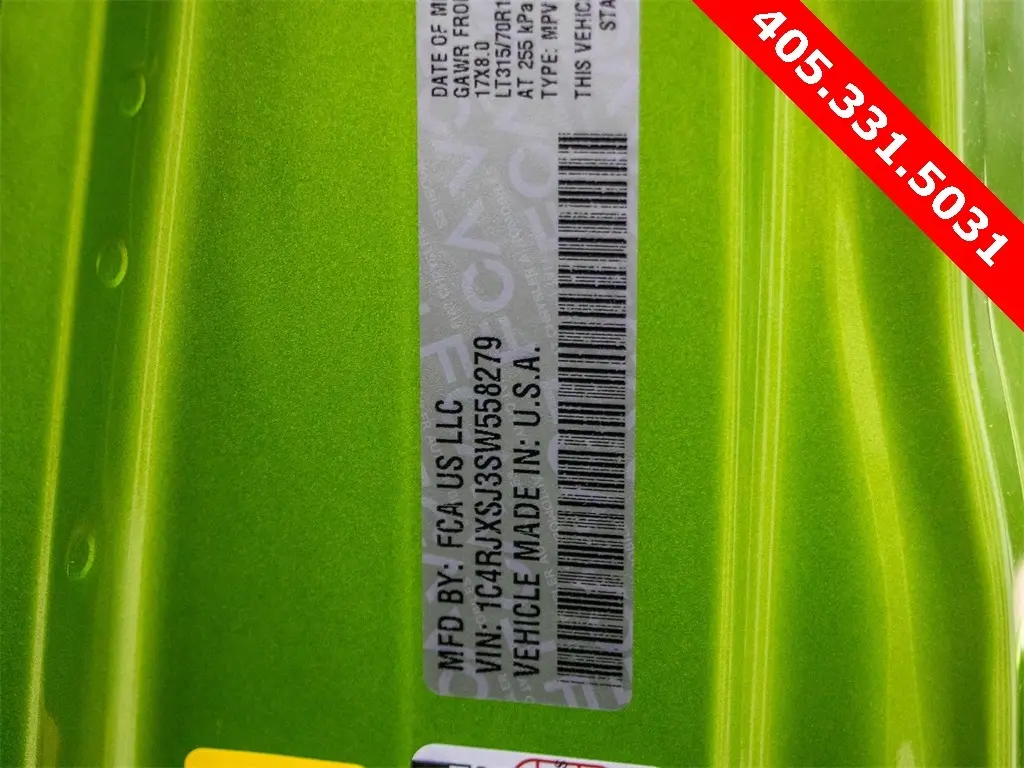 405.331.5031
DATE OF M
GAWR FRO
17X8.0
LT315/70R1
AT 255 kPa
TYPE: MPV
THIS VEHIC
STA
MFD BY: FCA US LLC
VIN: 1C4RJXSJ3SW558279
VEHICLE MADE IN: U.S.A.